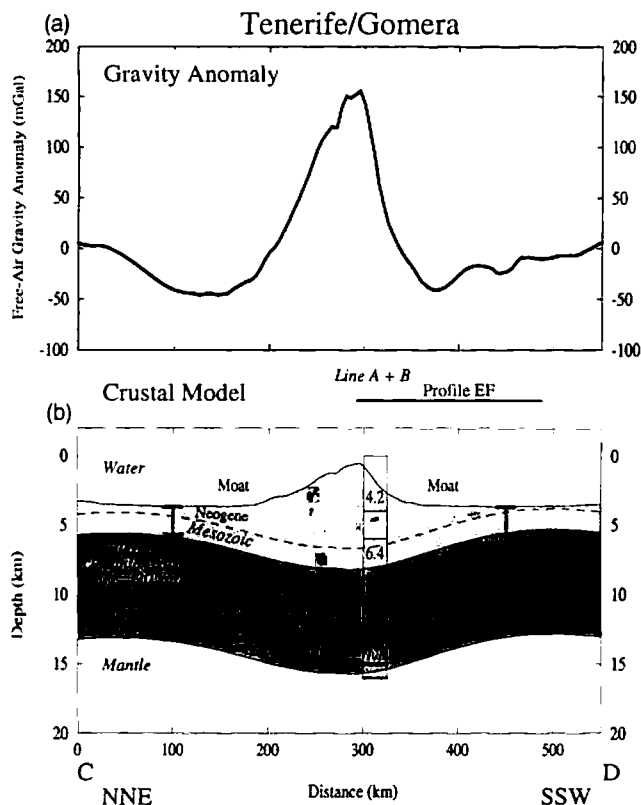 (a) Tenerife/Gomera
Gravity Anomaly
Free-Air Gravity Anomaly (mGal)
200 200
150 150
100 100
50 50
0 0
-50 -50
-100 -100
Line A + B
Crustal Model Profile EF
(b)
Water
Moat Moat
Neogene
Mesozoic
4.2
6.4
Mantle
Depth (km)
0 0
5 5
10 10
15 15
20 20
0 100 200 300 400 500
C D
NNE Distance (km) SSW